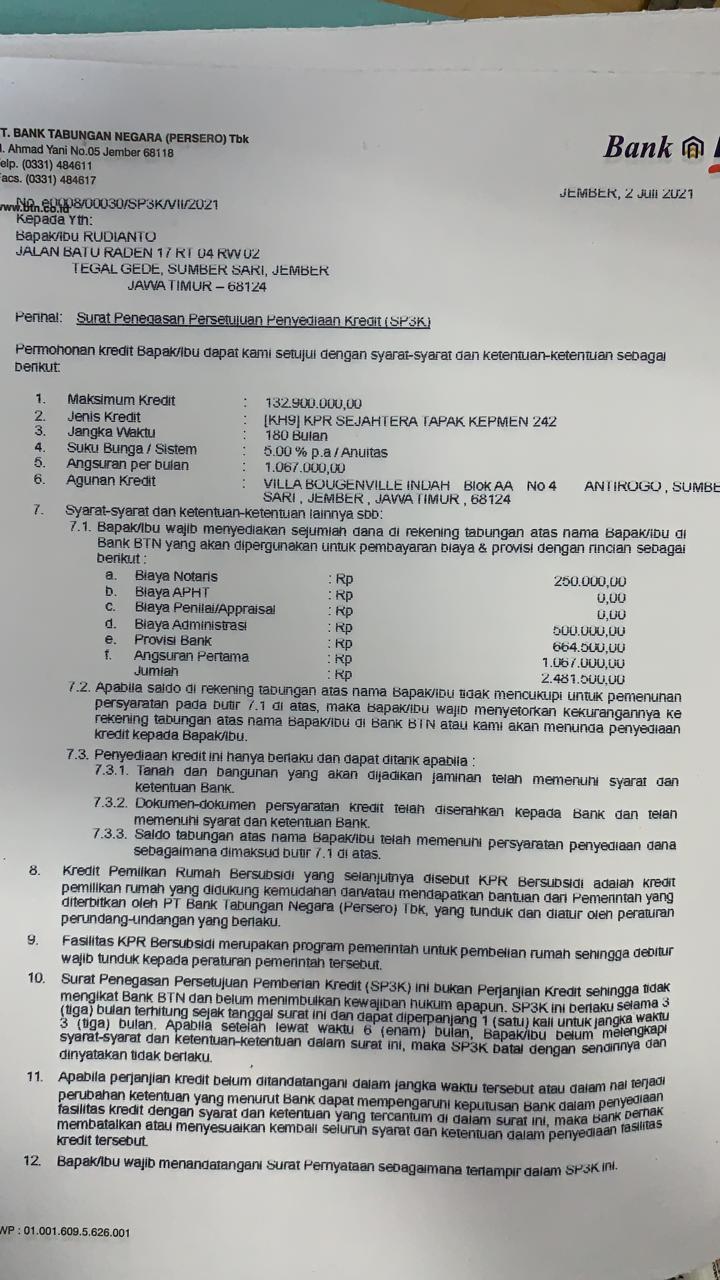 T. BANK TABUNGAN NEGARA (PERSERO) Tbk
l. Ahmad Yani No.05 Jember 68118
elp. (0331) 484611
acs. (0331) 484617
www.btn.co.id
Bank
JEMBER, 2 Juli 2021
No. e0008/00030/SP3K/VII/2021
Kepada Yth:
Bapak/Ibu RUDIANTO
JALAN BATU RADEN 17 RT 04 RW 02
TEGAL GEDE, SUMBER SARI, JEMBER
JAWA TIMUR – 68124
Perihal: Surat Penegasan Persetujuan Penyediaan Kredit (SP3K)
Permohonan kredit Bapak/Ibu dapat kami setujui dengan syarat-syarat dan ketentuan-ketentuan sebagai
berikut:
1. Maksimum Kredit : 132.900.000,00
2. Jenis Kredit : [KH9] KPR SEJAHTERA TAPAK KEPMEN 242
3. Jangka Waktu : 180 Bulan
4. Suku Bunga / Sistem : 5.00 % p.a / Anuitas
5. Angsuran per bulan : 1.067.000,00
6. Agunan Kredit : VILLA BOUGENVILLE INDAH Blok AA No 4 ANTIROGO , SUMBE
SARI , JEMBER , JAWA TIMUR , 68124
7. Syarat-syarat dan ketentuan-ketentuan lainnya sbb:
7.1. Bapak/Ibu wajib menyediakan sejumlah dana di rekening tabungan atas nama Bapak/Ibu di
Bank BTN yang akan dipergunakan untuk pembayaran biaya & provisi dengan rincian sebagai
berikut :
a. Biaya Notaris : Rp 250.000,00
b. Biaya APHT : Rp 0,00
c. Biaya Penilai/Appraisal : Rp 0,00
d. Biaya Administrasi : Rp 500.000,00
e. Provisi Bank : Rp 664.500,00
f. Angsuran Pertama : Rp 1.067.000,00
Jumlah : Rp 2.481.500,00
7.2. Apabila saldo di rekening tabungan atas nama Bapak/Ibu tidak mencukupi untuk pemenuhan
persyaratan pada butir 7.1 di atas, maka Bapak/Ibu wajib menyetorkan kekurangannya ke
rekening tabungan atas nama Bapak/Ibu di Bank BTN atau kami akan menunda penyediaan
kredit kepada Bapak/Ibu.
7.3. Penyediaan kredit ini hanya berlaku dan dapat ditarik apabila :
7.3.1. Tanah dan bangunan yang akan dijadikan jaminan telah memenuhi syarat dan
ketentuan Bank.
7.3.2. Dokumen-dokumen persyaratan kredit telah diserahkan kepada Bank dan telah
memenuhi syarat dan ketentuan Bank.
7.3.3. Saldo tabungan atas nama Bapak/Ibu telah memenuhi persyaratan penyediaan dana
sebagaimana dimaksud butir 7.1 di atas.
8. Kredit Pemilikan Rumah Bersubsidi yang selanjutnya disebut KPR Bersubsidi adalah kredit
pemilikan rumah yang didukung kemudahan dan/atau mendapatkan bantuan dari Pemerintah yang
diterbitkan oleh PT Bank Tabungan Negara (Persero) Tbk, yang tunduk dan diatur oleh peraturan
perundang-undangan yang berlaku.
9. Fasilitas KPR Bersubsidi merupakan program pemerintah untuk pembelian rumah sehingga debitur
wajib tunduk kepada peraturan pemerintah tersebut.
10. Surat Penegasan Persetujuan Pemberian Kredit (SP3K) ini bukan Perjanjian Kredit sehingga tidak
mengikat Bank BTN dan belum menimbulkan kewajiban hukum apapun. SP3K ini berlaku selama 3
(tiga) bulan terhitung sejak tanggal surat ini dan dapat diperpanjang 1 (satu) kali untuk jangka waktu
3 (tiga) bulan. Apabila setelah lewat waktu 6 (enam) bulan, Bapak/Ibu belum melengkapi
syarat-syarat dan ketentuan-ketentuan dalam surat ini, maka SP3K batal dengan sendirinya dan
dinyatakan tidak berlaku.
11. Apabila perjanjian kredit belum ditandatangani dalam jangka waktu tersebut atau dalam hal terjadi
perubahan ketentuan yang menurut Bank dapat mempengaruhi keputusan Bank dalam penyediaan
fasilitas kredit dengan syarat dan ketentuan yang tercantum di dalam surat ini, maka Bank berhak
membatalkan atau menyesuaikan kembali seluruh syarat dan ketentuan dalam penyediaan fasilitas
kredit tersebut.
12. Bapak/Ibu wajib menandatangani Surat Pernyataan sebagaimana terlampir dalam SP3K ini.
WP : 01.001.609.5.626.001